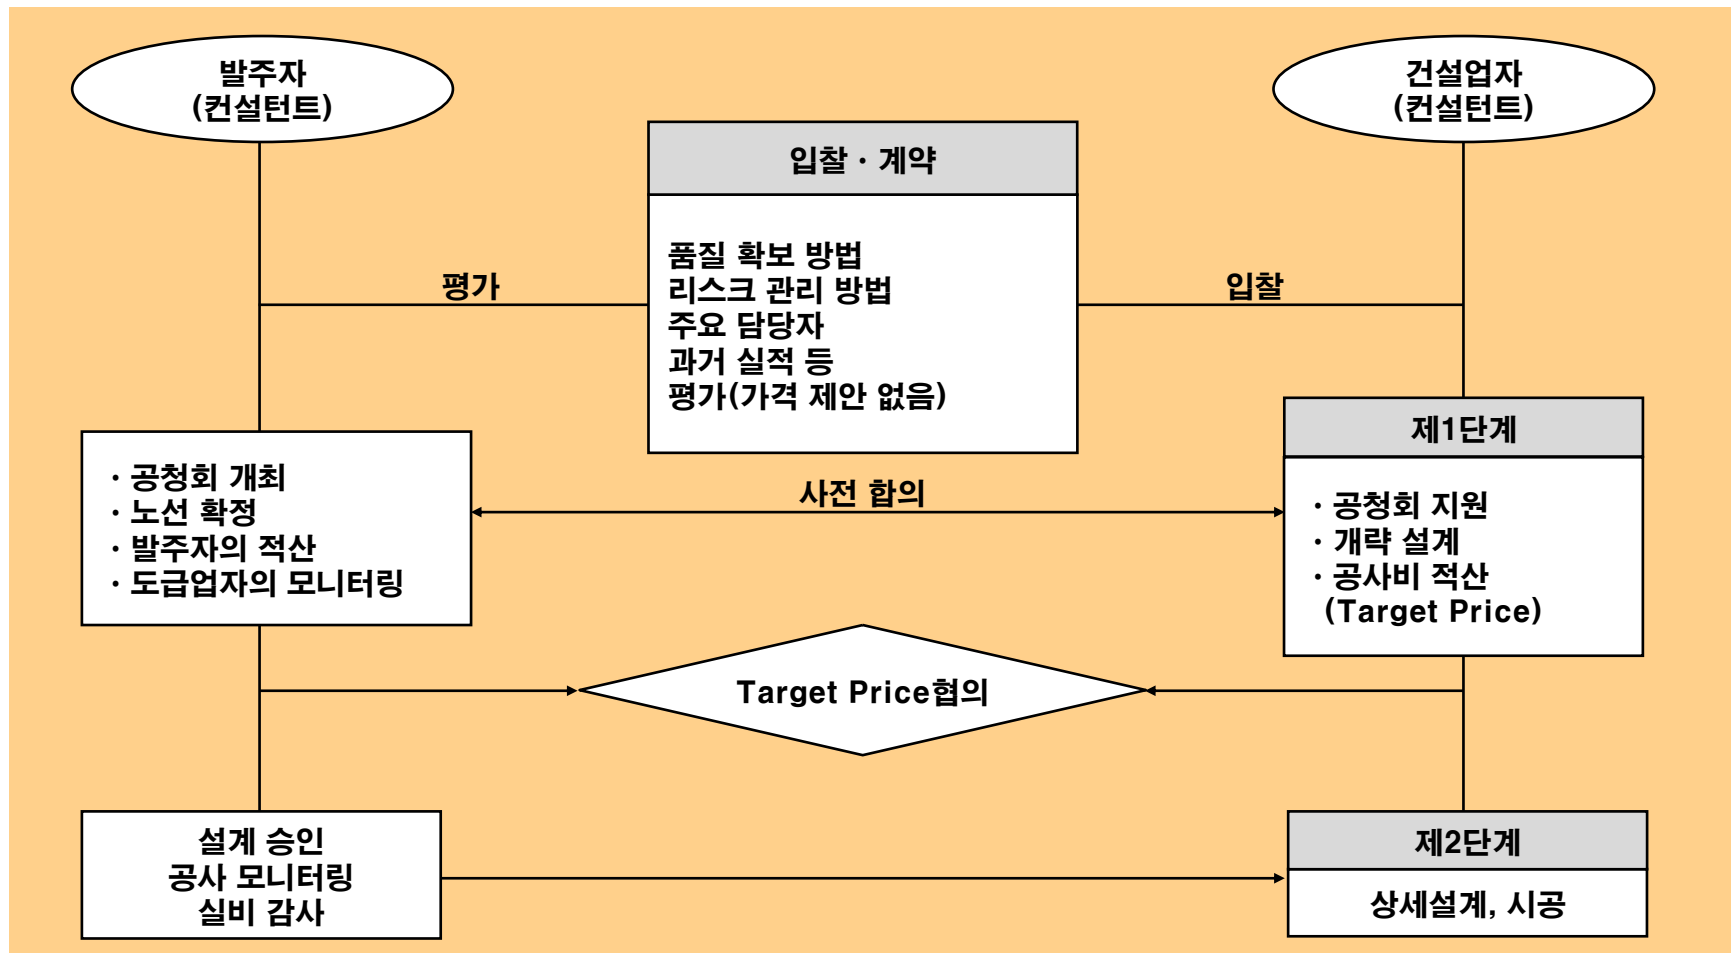 발주자
(컨설턴트)
건설업자
(컨설턴트)
입찰 · 계약
품질 확보 방법
리스크 관리 방법
주요 담당자
과거 실적 등
평가(가격 제안 없음)
평가
입찰
제1단계
· 공청회 개최
· 노선 확정
· 발주자의 적산
· 도급업자의 모니터링
사전 합의
· 공청회 지원
· 개략 설계
· 공사비 적산
(Target Price)
Target Price협의
설계 승인
공사 모니터링
실비 감사
제2단계
상세설계, 시공